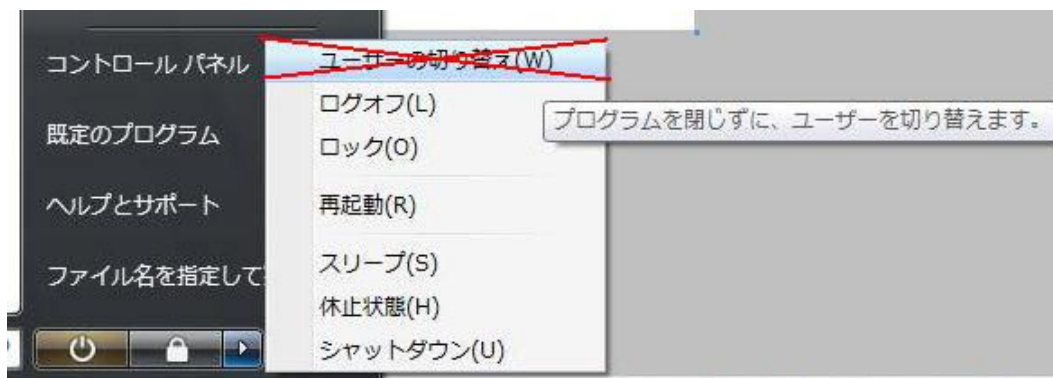 コントロール パネル
既定のプログラム
ヘルプとサポート
ファイル名を指定して
ユーザーの切り替え(W)
ログオフ(L)
ロック(O)
再起動(R)
スリープ(S)
休止状態(H)
シャットダウン(U)
プログラムを閉じずに、ユーザーを切り替えます。